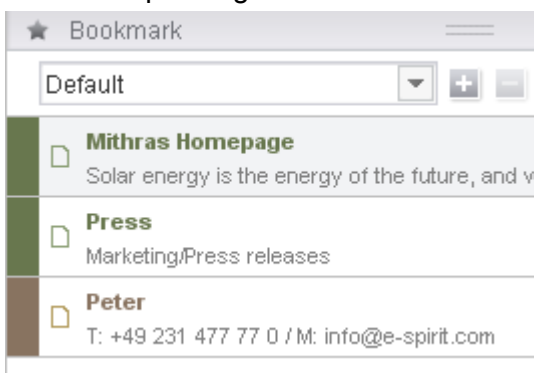 Bookmark
Default
Mithras Homepage
Solar energy is the energy of the future, and
Press
Marketing/Press releases
Peter
T: +49 231 477 77 0 / M: info@e-spirit.com